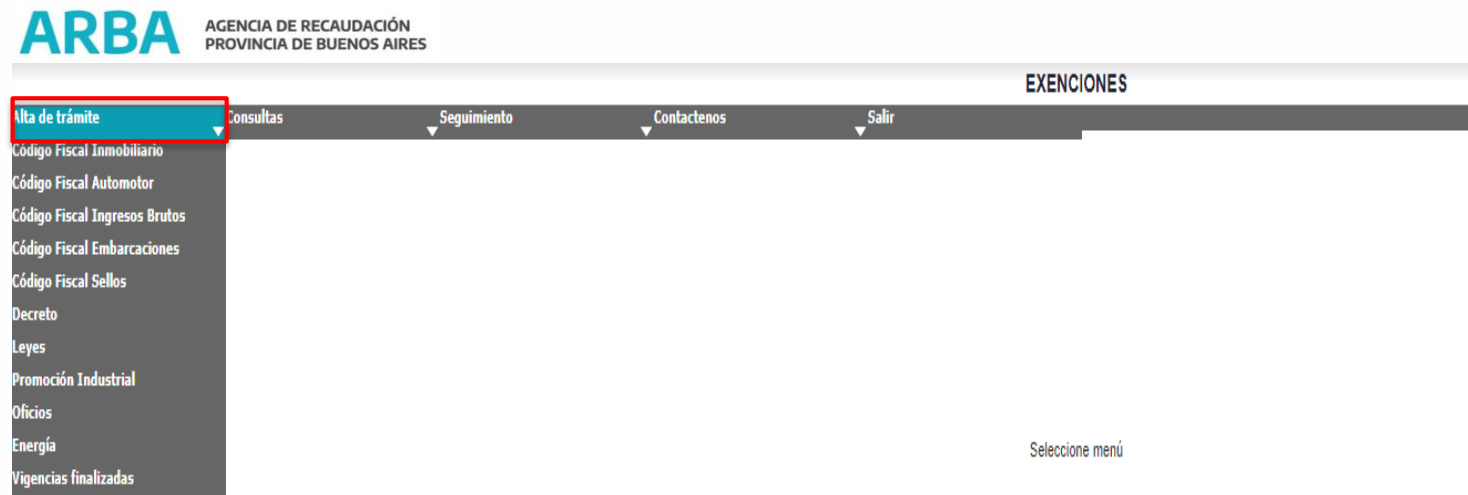 ARBA
AGENCIA DE RECAUDACIÓN
PROVINCIA DE BUENOS AIRES
EXENCIONES
Alta de trámite Consultas Seguimiento Contactenos Salir
Código Fiscal Inmobiliario
Código Fiscal Automotor
Código Fiscal Ingresos Brutos
Código Fiscal Embarcaciones
Código Fiscal Sellos
Decreto
Leyes
Promoción Industrial
Oficios
Energía
Seleccione menú
Vigencias finalizadas